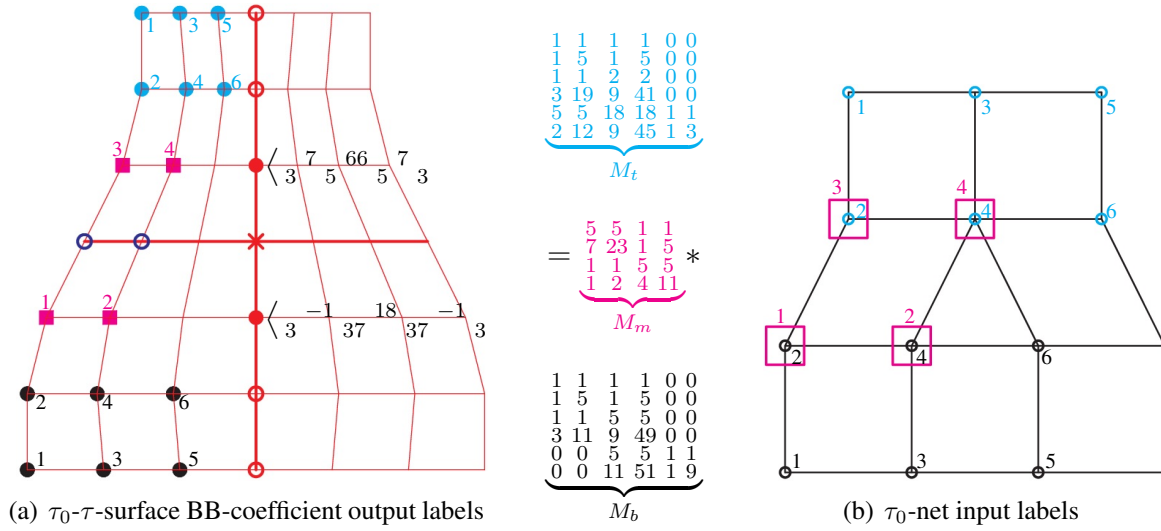 1 3 5
2 4 6
3 4
7 66 7
3 5 5 3
1 2
−1 18 −1
3 37 37 3
2 4 6
1 3 5
(a) τ₀-τ-surface BB-coefficient output labels
1 1 1 1 0 0
1 5 1 5 0 0
1 1 2 2 0 0
3 19 9 41 0 0
5 5 18 18 1 1
2 12 9 45 1 3
M_t
5 5 1 1
7 23 1 5
= 1 1 5 5 *
1 2 4 11
M_m
1 1 1 1 0 0
1 5 1 5 0 0
1 1 5 5 0 0
3 11 9 49 0 0
0 0 5 5 1 1
0 0 11 51 1 9
M_b
1 3 5
3 4
2 4 6
1 2
2 4 6
1 3 5
(b) τ₀-net input labels